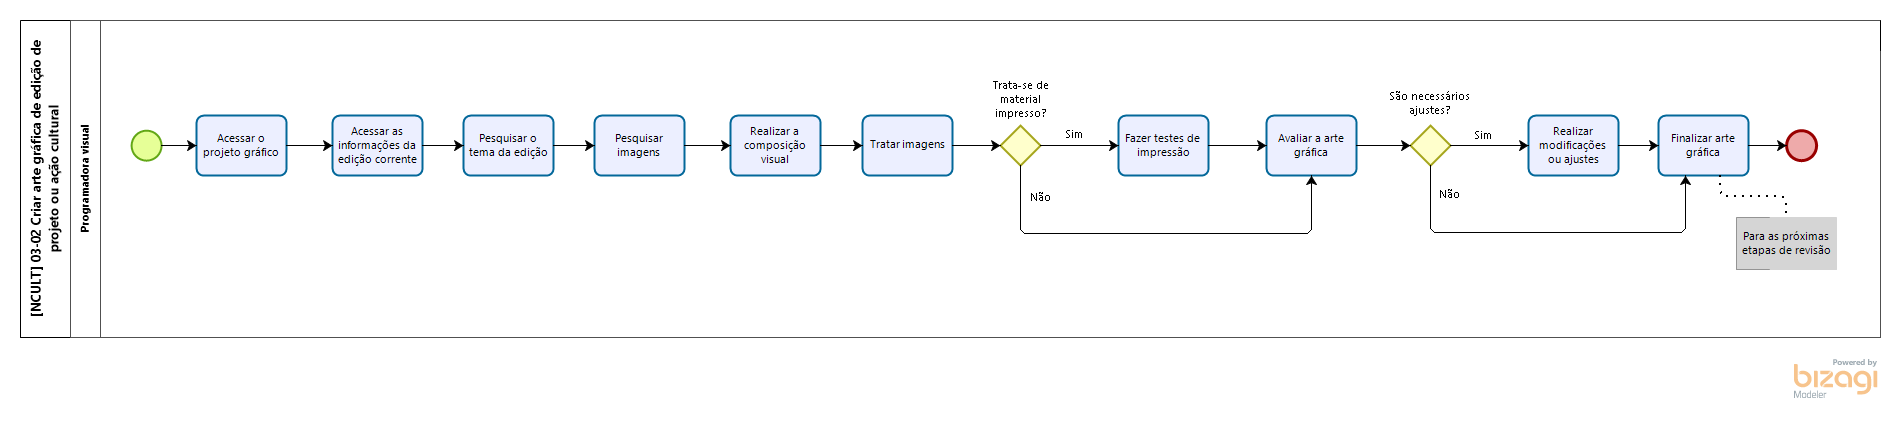 [NCULT] 03-02 Criar arte gráfica de edição de
projeto ou ação cultural
Programadora visual
Acessar o
projeto gráfico
Acessar as
informações da
edição corrente
Pesquisar o
tema da edição
Pesquisar
imagens
Realizar a
composição
visual
Tratar imagens
Trata-se de
material
impresso?
Sim
Não
Fazer testes de
impressão
Avaliar a arte
gráfica
São necessários
ajustes?
Sim
Não
Realizar
modificações
ou ajustes
Finalizar arte
gráfica
Para as próximas
etapas de revisão
Powered by
bizagi
Modeler